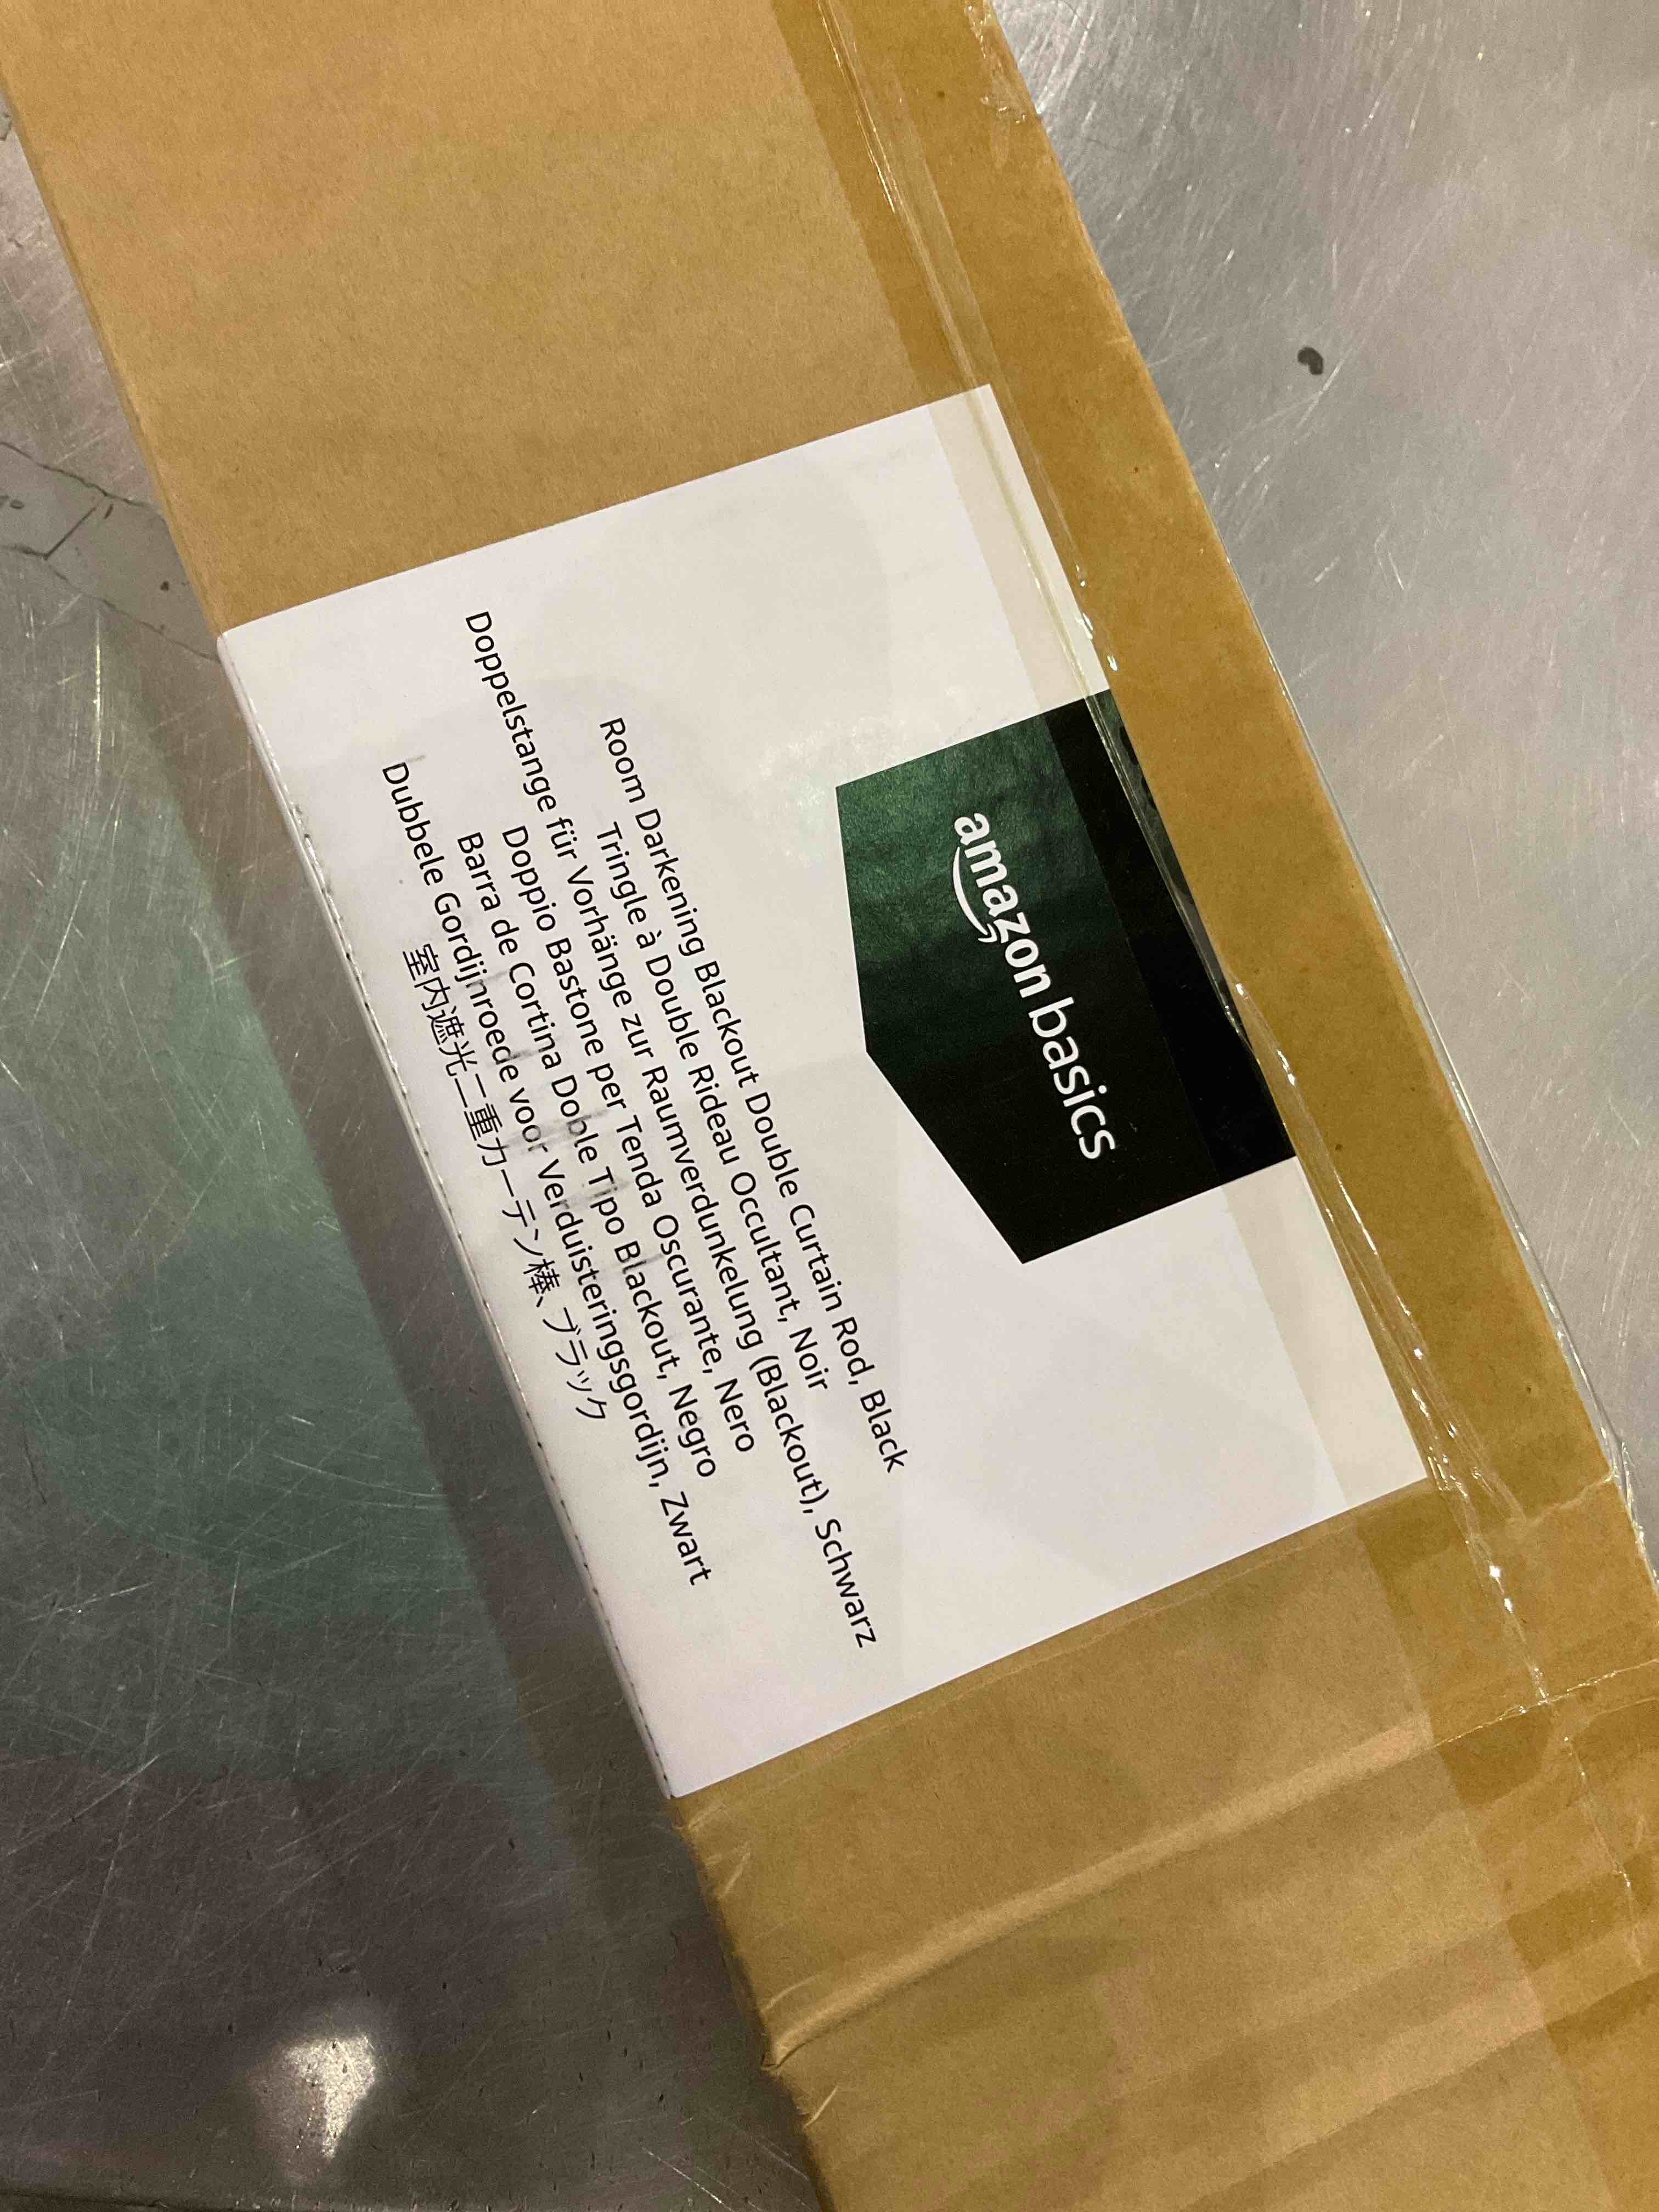 amazon basics
Room Darkening Blackout Double Curtain Rod, Black
Tringle à Double Rideau Occultant, Noir
Doppelstange für Vorhänge zur Raumverdunkelung (Blackout), Schwarz
Doppio Bastone per Tenda Oscurante, Nero
Barra de Cortina Doble Tipo Blackout, Negro
Dubbele Gordijnroede voor Verduisteringsgordijn, Zwart
室内遮光二重カーテン棒、ブラック